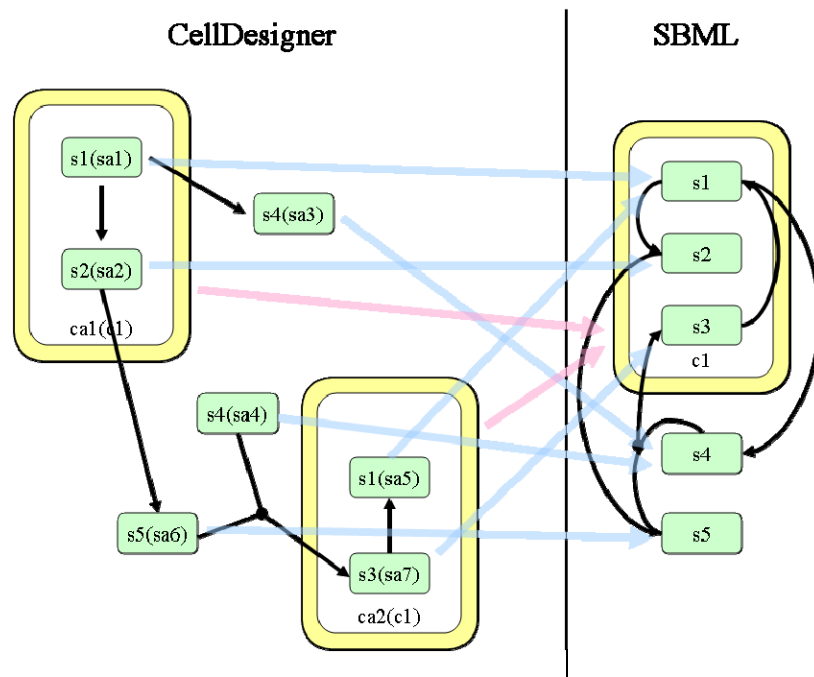 CellDesigner
SBML
s1(sa1)
s4(sa3)
s2(sa2)
ca1(c1)
s4(sa4)
s1(sa5)
s5(sa6)
s3(sa7)
ca2(c1)
s1
s2
s3
c1
s4
s5